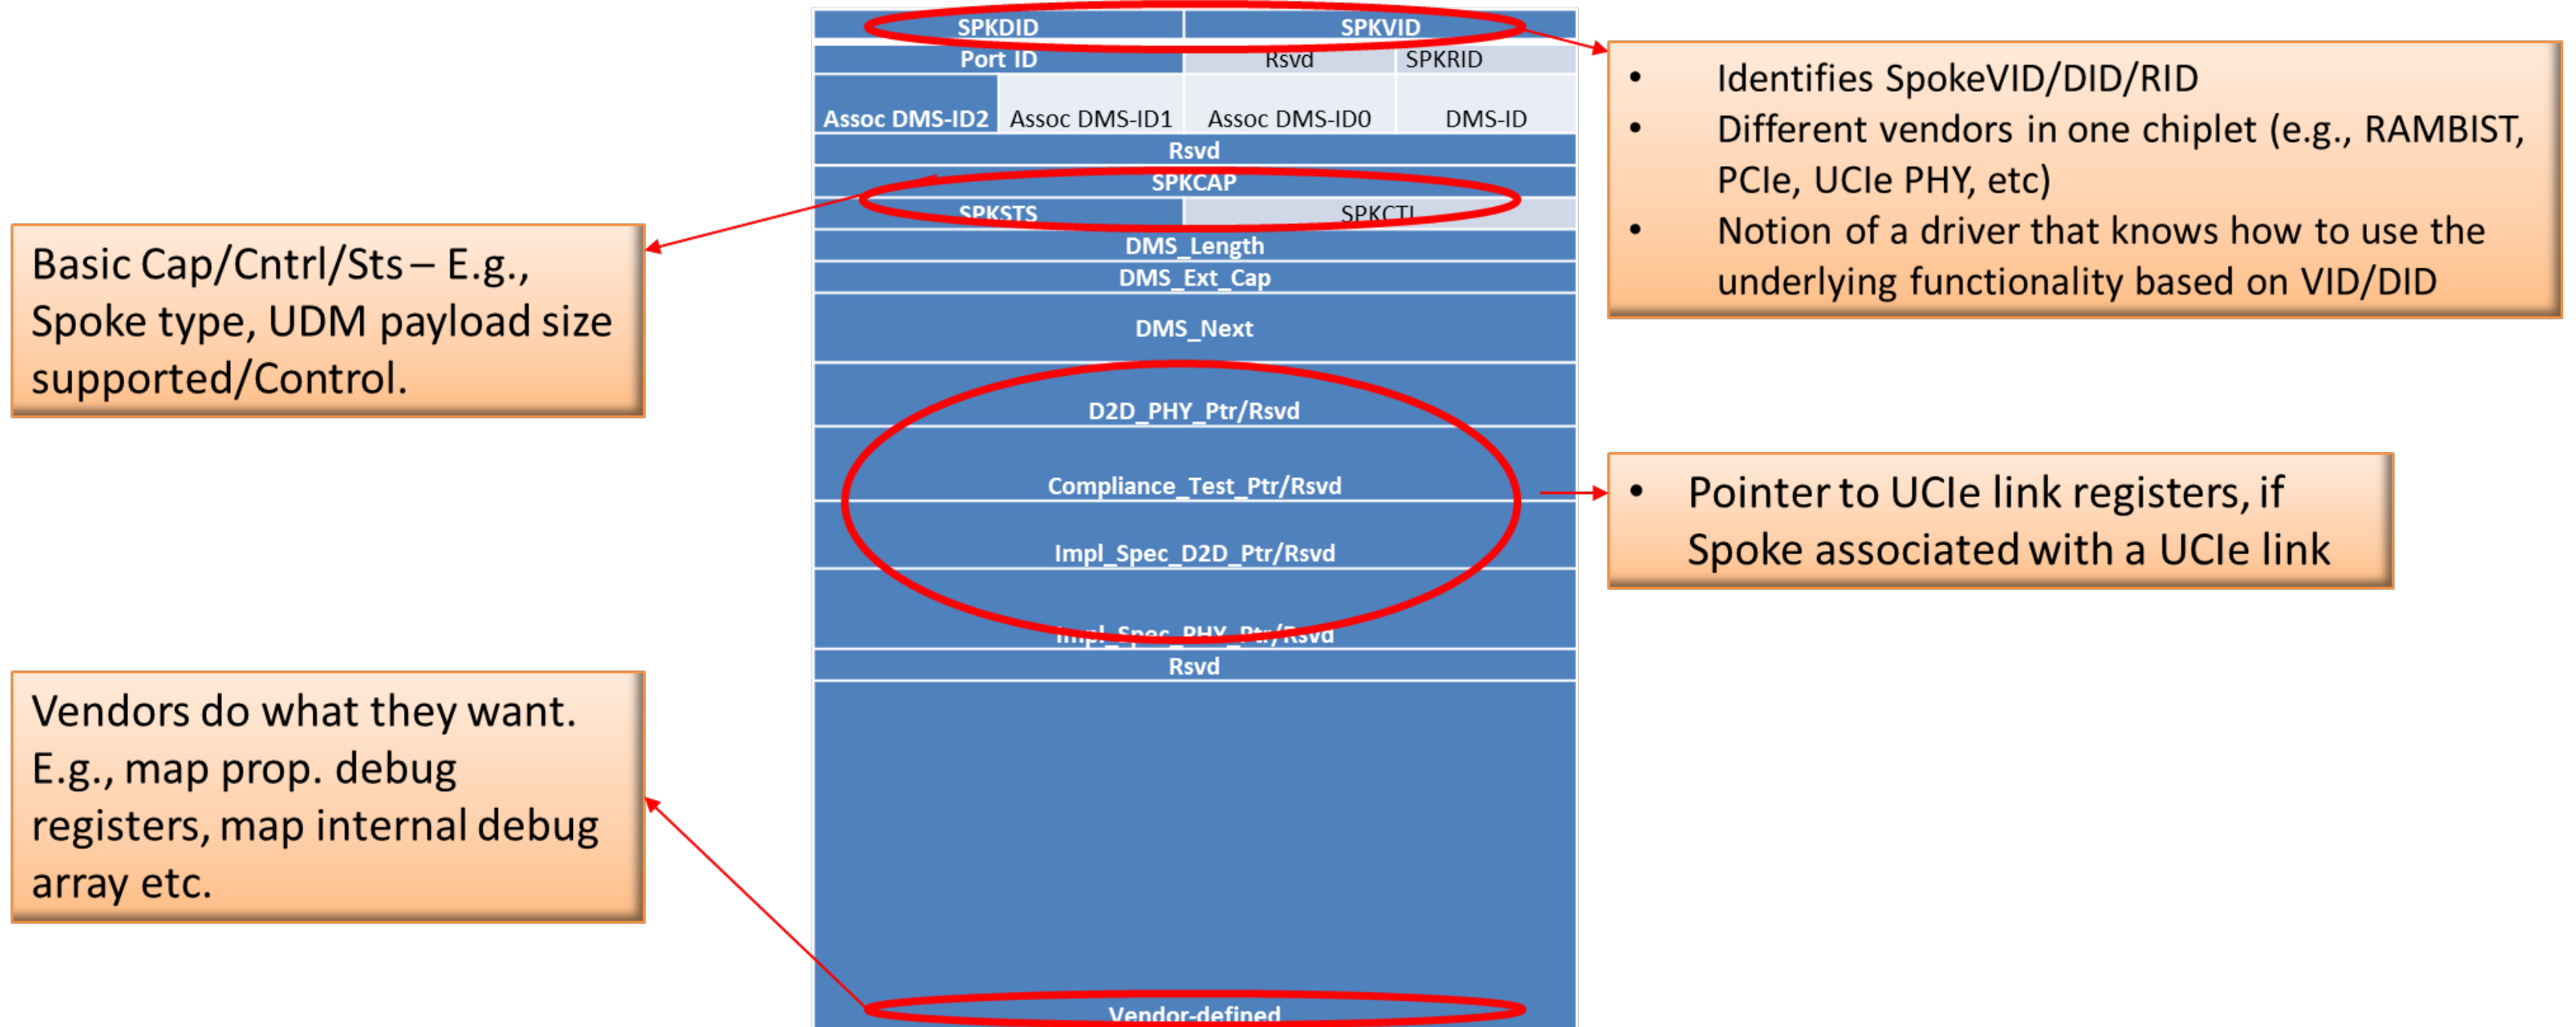 SPKDID SPKVID
Port ID Rsvd SPKRID
Assoc DMS-ID2 Assoc DMS-ID1 Assoc DMS-ID0 DMS-ID
Rsvd
SPKCAP
SPKSTS SPKCTL
DMS_Length
DMS_Ext_Cap
DMS_Next
D2D_PHY_Ptr/Rsvd
Compliance_Test_Ptr/Rsvd
Impl_Spec_D2D_Ptr/Rsvd
Impl_Spec_PHY_Ptr/Rsvd
Rsvd
Vendor-defined
• Identifies SpokeVID/DID/RID
• Different vendors in one chiplet (e.g., RAMBIST,
PCIe, UCIe PHY, etc)
• Notion of a driver that knows how to use the
underlying functionality based on VID/DID
Basic Cap/Cntrl/Sts – E.g.,
Spoke type, UDM payload size
supported/Control.
• Pointer to UCIe link registers, if
Spoke associated with a UCIe link
Vendors do what they want.
E.g., map prop. debug
registers, map internal debug
array etc.